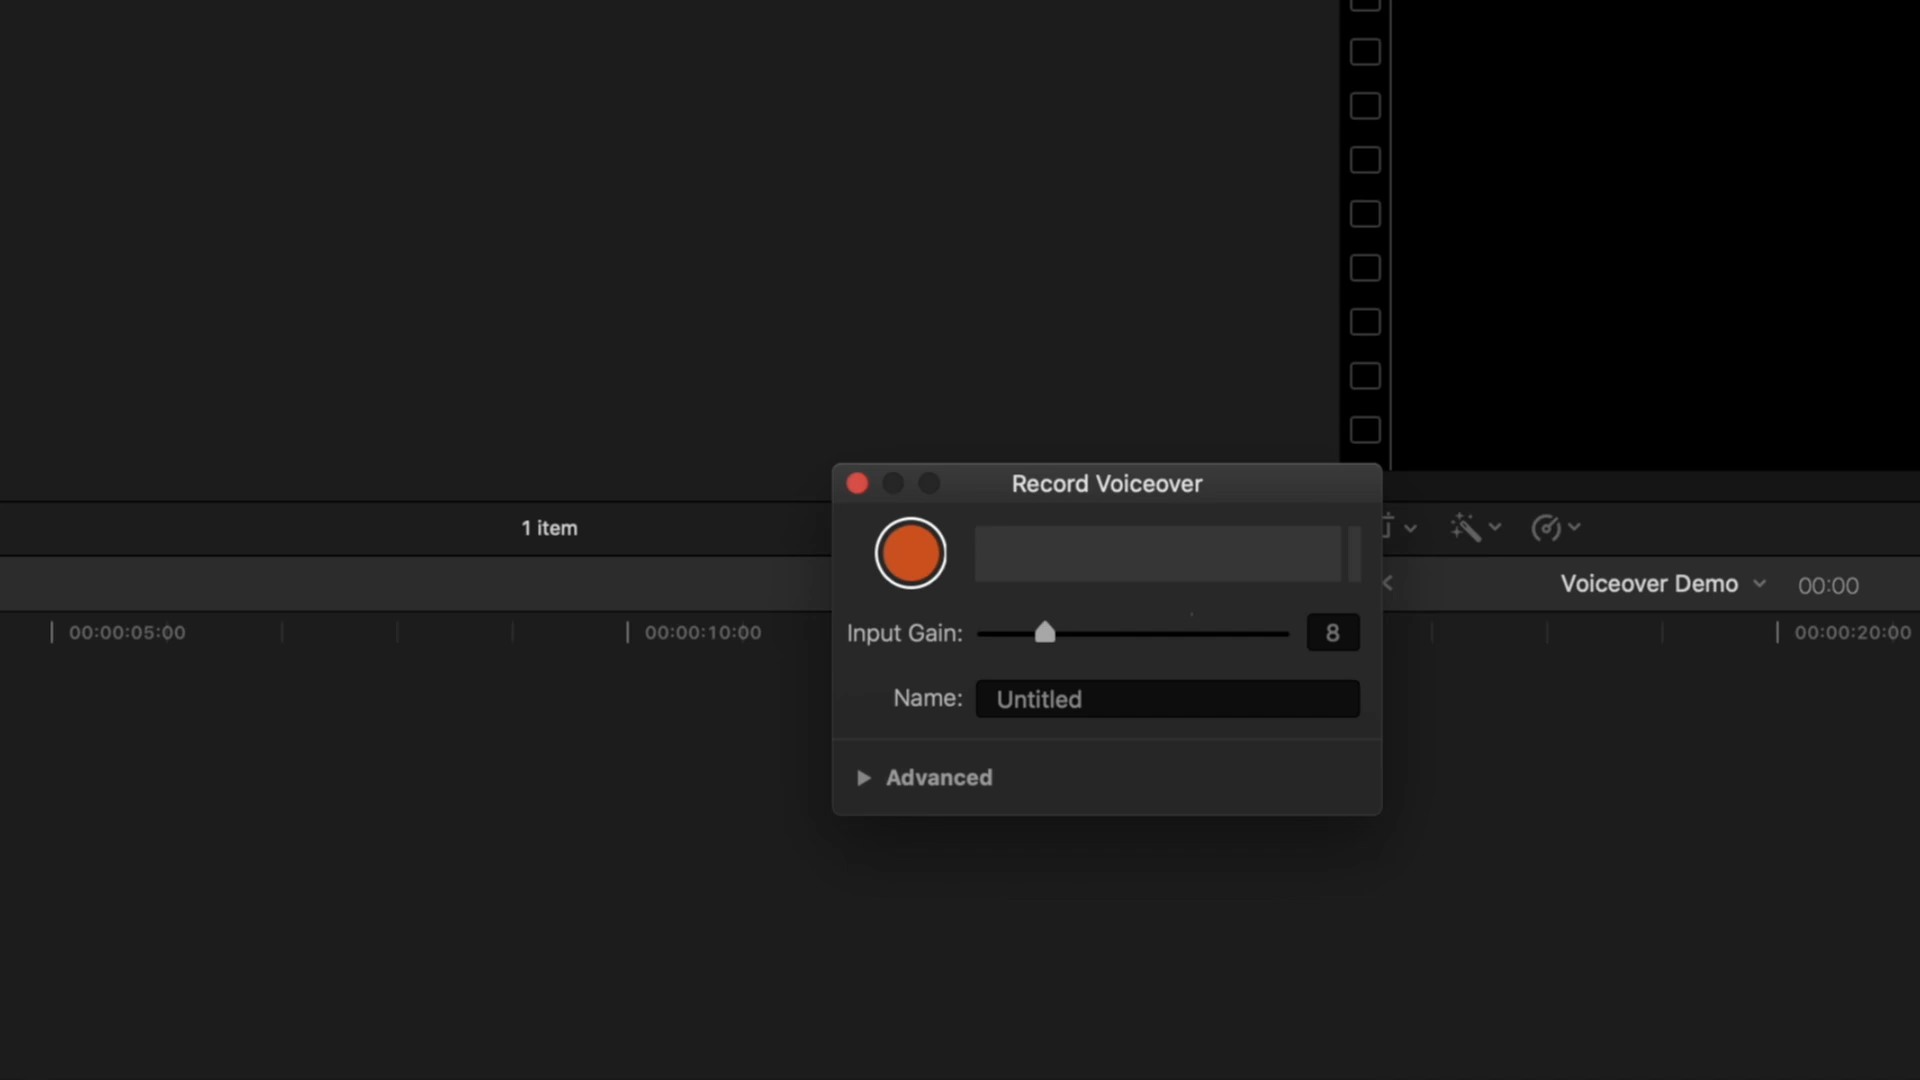 Record Voiceover
1 item
Voiceover Demo 00:00
00:00:05:00 00:00:10:00 00:00:20:00
Input Gain: 8
Name: Untitled
Advanced